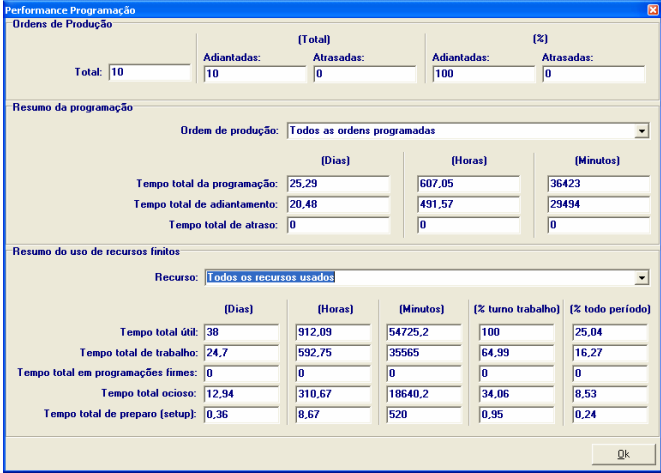 Performance Programação
Ordens de Produção
(Total) (%)
Adiantadas: Atrasadas: Adiantadas: Atrasadas:
Total: 10 10 0 100 0
Resumo da programação
Ordem de produção: Todos as ordens programadas
(Dias) (Horas) (Minutos)
Tempo total da programação: 25,29 607,05 36423
Tempo total de adiantamento: 20,48 491,57 29494
Tempo total de atraso: 0 0 0
Resumo do uso de recursos finitos
Recurso: Todos os recursos usados
(Dias) (Horas) (Minutos) (% turno trabalho) (% todo período)
Tempo total útil: 38 912,09 54725,2 100 25,04
Tempo total de trabalho: 24,7 592,75 35565 64,99 16,27
Tempo total em programações firmes: 0 0 0 0 0
Tempo total ocioso: 12,94 310,67 18640,2 34,06 8,53
Tempo total de preparo (setup): 0,36 8,67 520 0,95 0,24
Ok